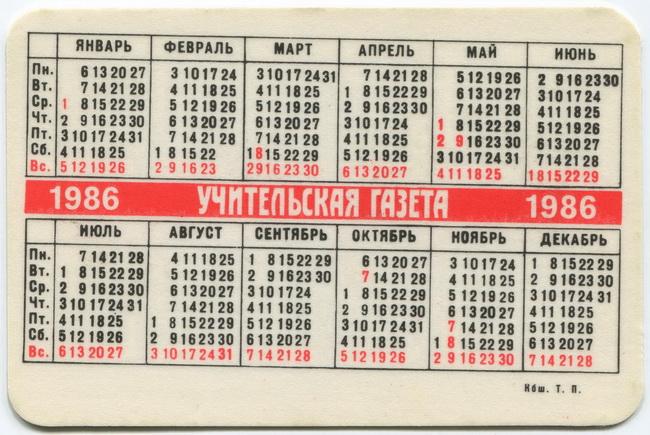 ЯНВАРЬ ФЕВРАЛЬ МАРТ АПРЕЛЬ МАЙ ИЮНЬ
Пн. 6 13 20 27 3 10 17 24 3 10 17 24 31 7 14 21 28 5 12 19 26 2 9 16 23 30
Вт. 7 14 21 28 4 11 18 25 4 11 18 25 1 8 15 22 29 6 13 20 27 3 10 17 24
Ср. 1 8 15 22 29 5 12 19 26 5 12 19 26 2 9 16 23 30 7 14 21 28 4 11 18 25
Чт. 2 9 16 23 30 6 13 20 27 6 13 20 27 3 10 17 24 1 8 15 22 29 5 12 19 26
Пт. 3 10 17 24 31 7 14 21 28 7 14 21 28 4 11 18 25 2 9 16 23 30 6 13 20 27
Сб. 4 11 18 25 1 8 15 22 1 8 15 22 29 5 12 19 26 3 10 17 24 31 7 14 21 28
Вс. 5 12 19 26 2 9 16 23 2 9 16 23 30 6 13 20 27 4 11 18 25 1 8 15 22 29
1986 УЧИТЕЛЬСКАЯ ГАЗЕТА 1986
ИЮЛЬ АВГУСТ СЕНТЯБРЬ ОКТЯБРЬ НОЯБРЬ ДЕКАБРЬ
Пн. 7 14 21 28 4 11 18 25 1 8 15 22 29 6 13 20 27 3 10 17 24 1 8 15 22 29
Вт. 1 8 15 22 29 5 12 19 26 2 9 16 23 30 7 14 21 28 4 11 18 25 2 9 16 23 30
Ср. 2 9 16 23 30 6 13 20 27 3 10 17 24 1 8 15 22 29 5 12 19 26 3 10 17 24 31
Чт. 3 10 17 24 31 7 14 21 28 4 11 18 25 2 9 16 23 30 6 13 20 27 4 11 18 25
Пт. 4 11 18 25 1 8 15 22 29 5 12 19 26 3 10 17 24 31 7 14 21 28 5 12 19 26
Сб. 5 12 19 26 2 9 16 23 30 6 13 20 27 4 11 18 25 1 8 15 22 29 6 13 20 27
Вс. 6 13 20 27 3 10 17 24 31 7 14 21 28 5 12 19 26 2 9 16 23 30 7 14 21 28
Кбш. Т. П.